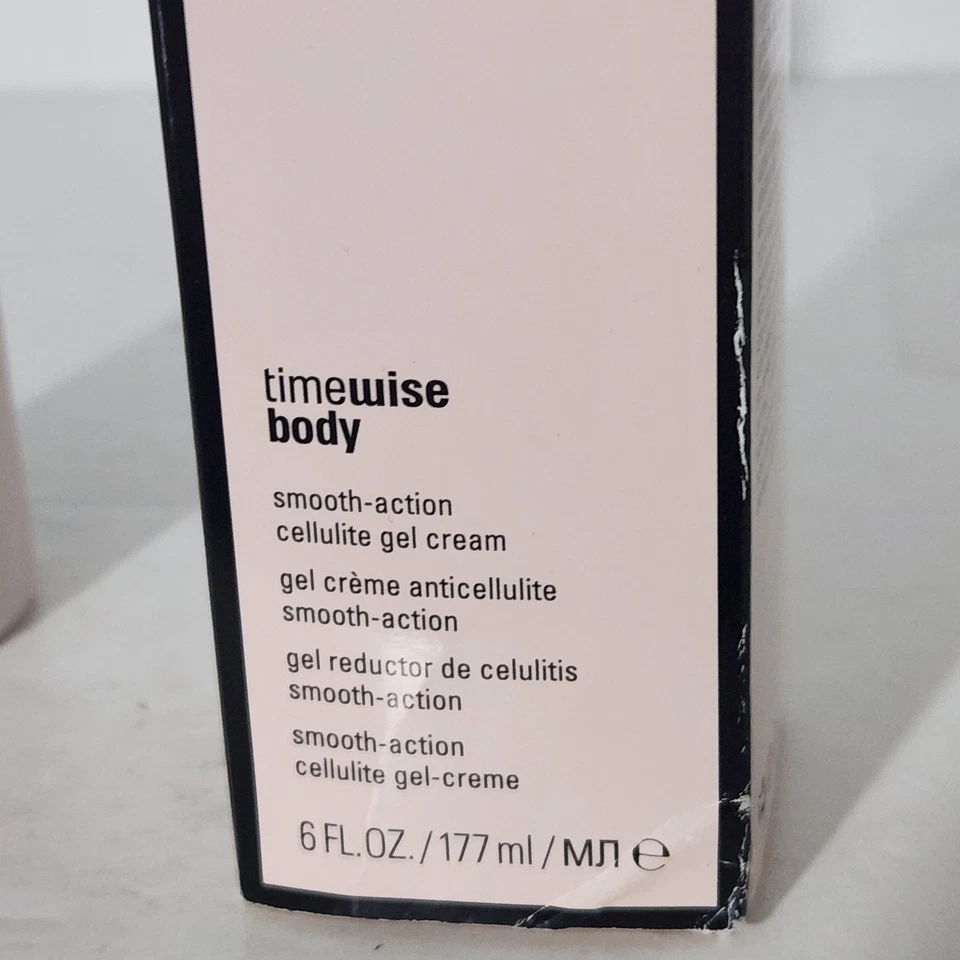 timewise
body
smooth-action
cellulite gel cream
gel crème anticellulite
smooth-action
gel reductor de celulitis
smooth-action
smooth-action
cellulite gel-creme
6 FL.OZ. / 177 ml / МЛ ℮